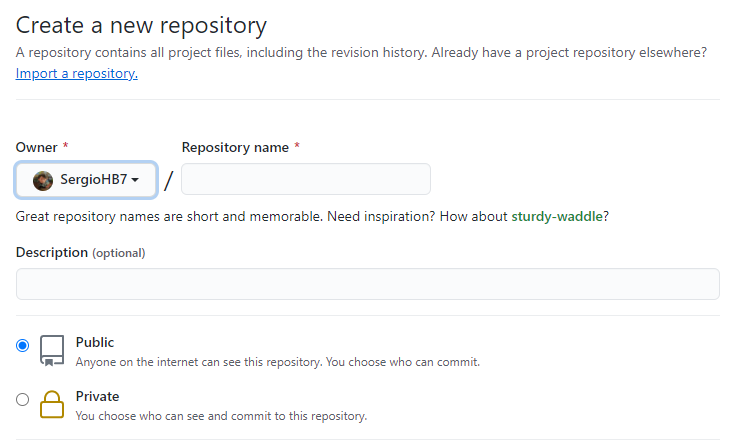 Create a new repository
A repository contains all project files, including the revision history. Already have a project repository elsewhere?
Import a repository.
Owner * Repository name *
SergioHB7 /
Great repository names are short and memorable. Need inspiration? How about sturdy-waddle?
Description (optional)
Public
Anyone on the internet can see this repository. You choose who can commit.
Private
You choose who can see and commit to this repository.